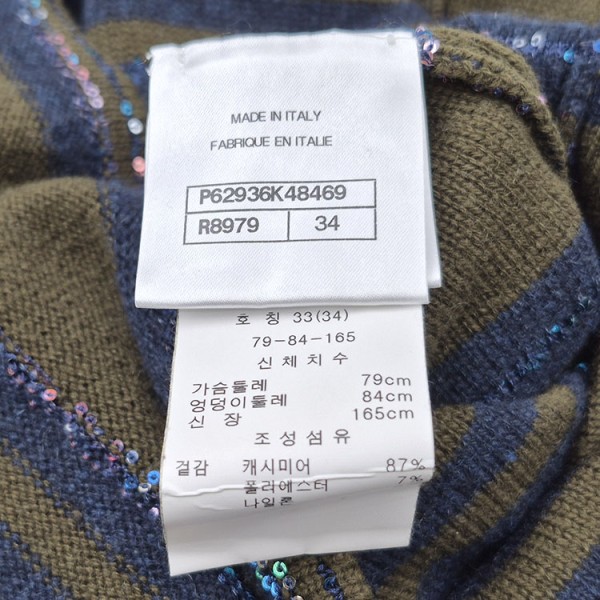 MADE IN ITALY
FABRIQUE EN ITALIE
P62936K48469
R8979 34
호 칭 33(34)
79-84-165
신체치수
가슴둘레 79cm
엉덩이둘레 84cm
신 장 165cm
조성섬유
겉감 캐시미어 87%
폴리에스터 7%
나일론